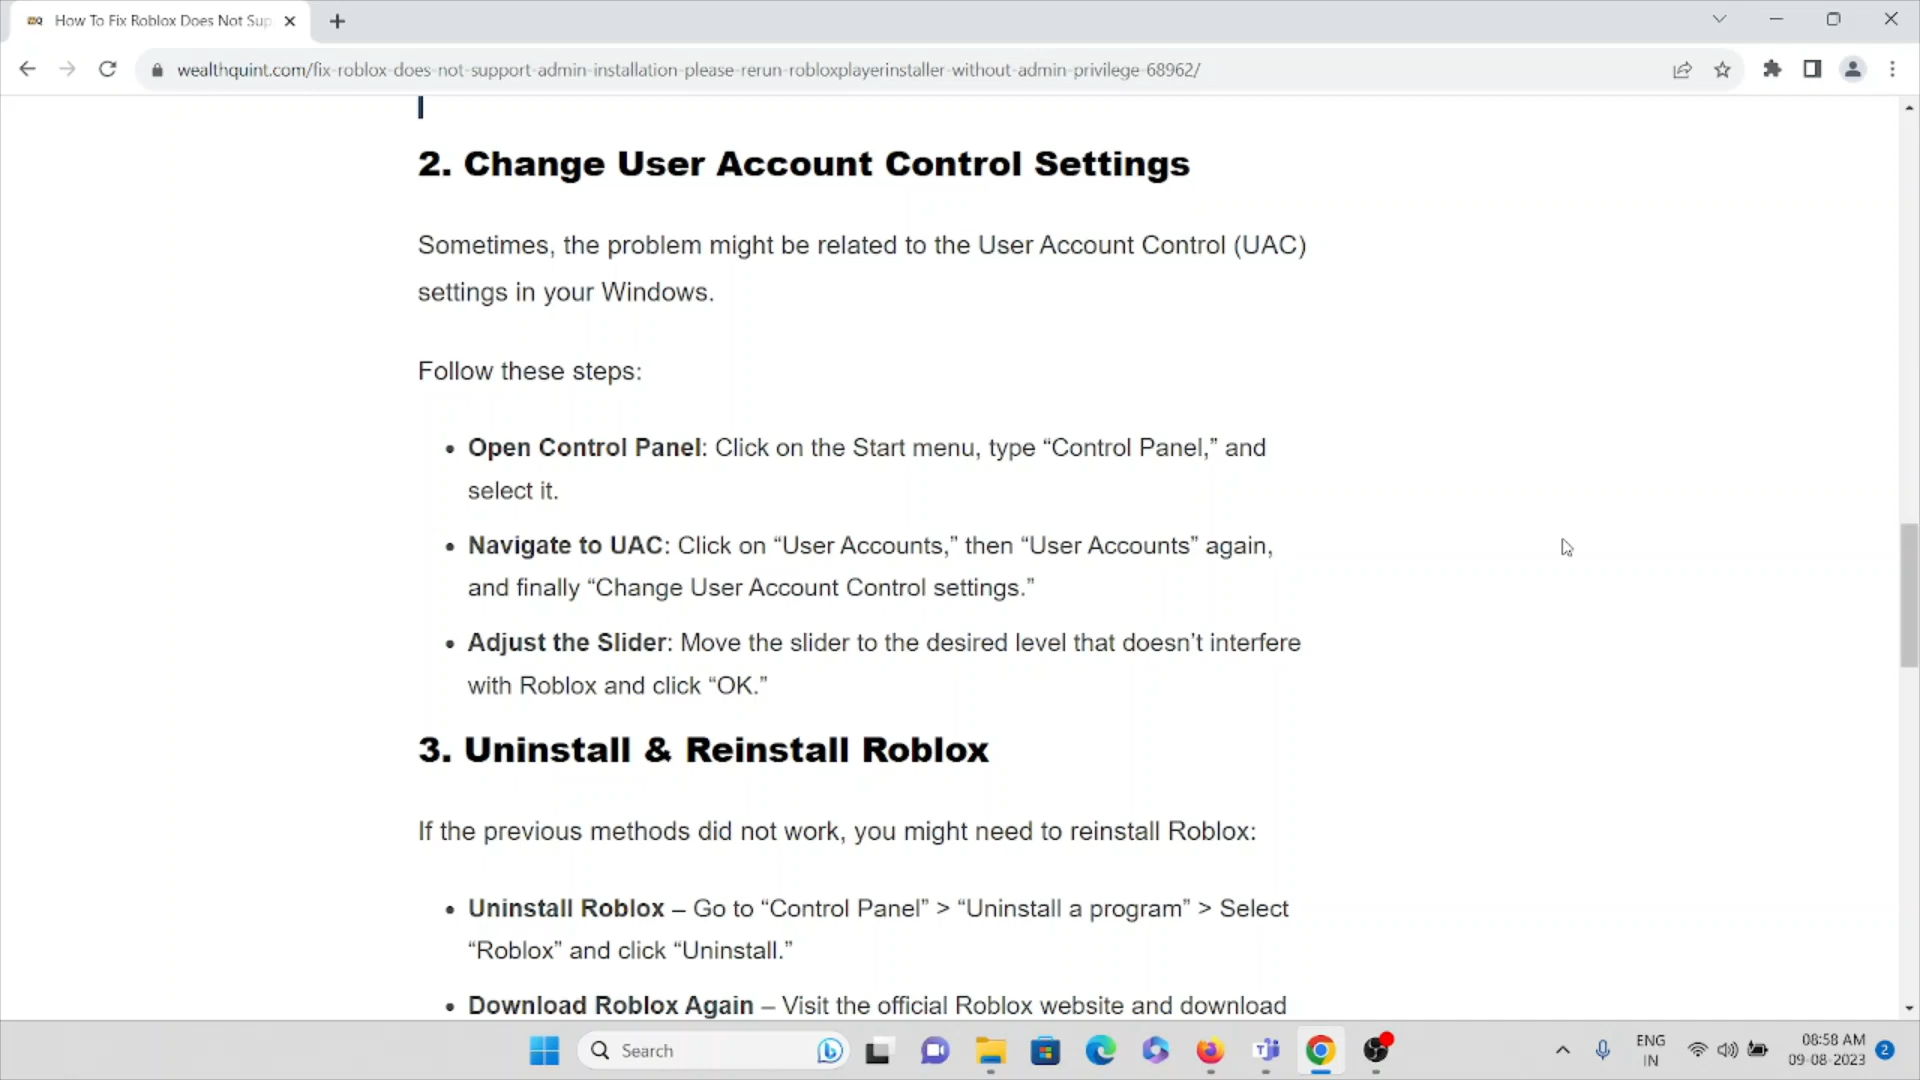 How To Fix Roblox Does Not Sup
wealthquint.com/fix-roblox-does-not-support-admin-installation-please-rerun-robloxplayerinstaller-without-admin-privilege-68962/
2. Change User Account Control Settings
Sometimes, the problem might be related to the User Account Control (UAC)
settings in your Windows.
Follow these steps:
• Open Control Panel: Click on the Start menu, type “Control Panel,” and
select it.
• Navigate to UAC: Click on “User Accounts,” then “User Accounts” again,
and finally “Change User Account Control settings.”
• Adjust the Slider: Move the slider to the desired level that doesn’t interfere
with Roblox and click “OK.”
3. Uninstall & Reinstall Roblox
If the previous methods did not work, you might need to reinstall Roblox:
• Uninstall Roblox – Go to “Control Panel” > “Uninstall a program” > Select
“Roblox” and click “Uninstall.”
• Download Roblox Again – Visit the official Roblox website and download
Search
ENG
IN
08:58 AM
09-08-2023
2